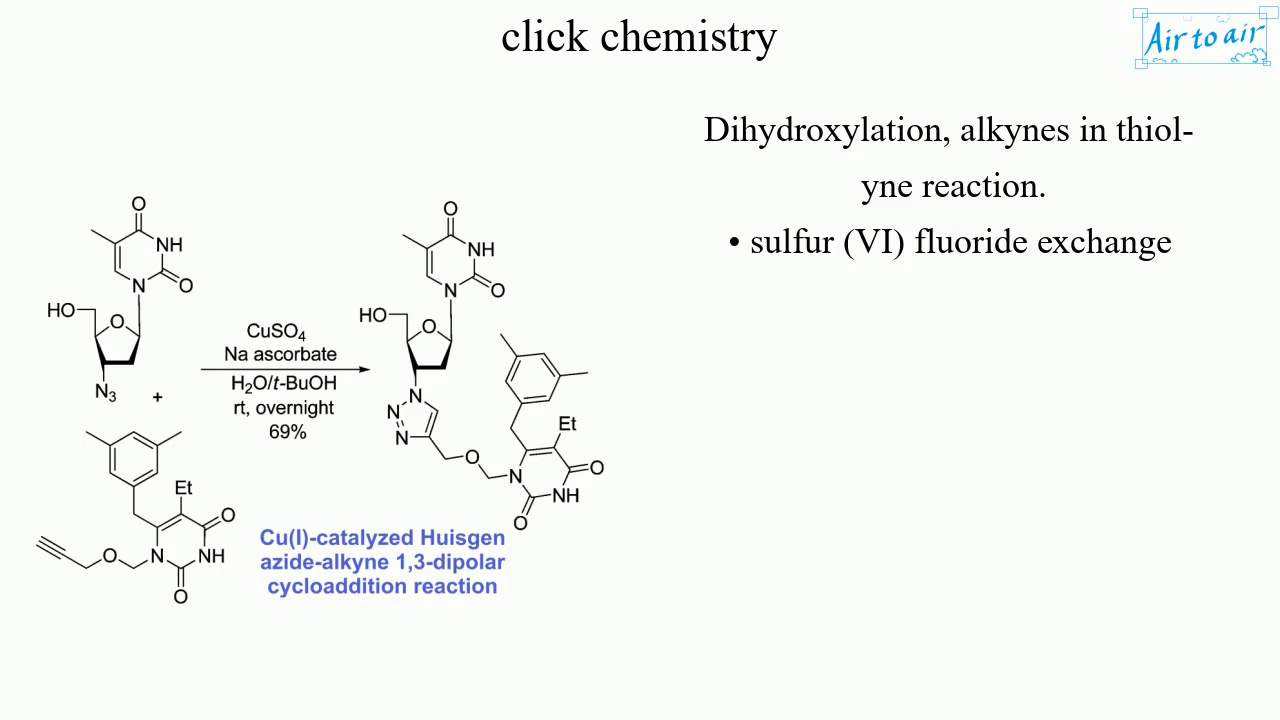 click chemistry
Air to air
Dihydroxylation, alkynes in thiol-
yne reaction.
• sulfur (VI) fluoride exchange
O
NH
N
O
HO
O
N₃
+
CuSO₄
Na ascorbate
H₂O/t-BuOH
rt, overnight
69%
O
NH
N
O
HO
O
N
N
N
O
N
Et
O
NH
O
Et
O
O
N
NH
O
Cu(I)-catalyzed Huisgen
azide-alkyne 1,3-dipolar
cycloaddition reaction